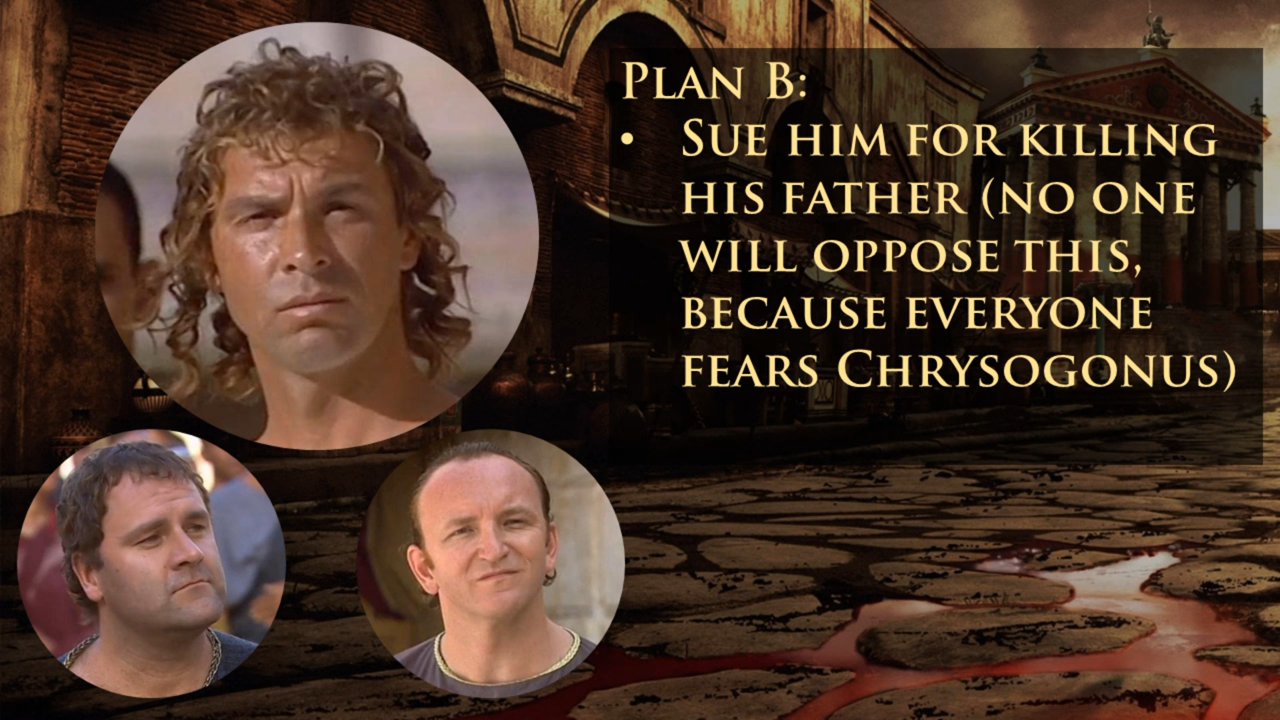 Plan B:
• Sue him for killing
his father (no one
will oppose this,
because everyone
fears Chrysogonus)